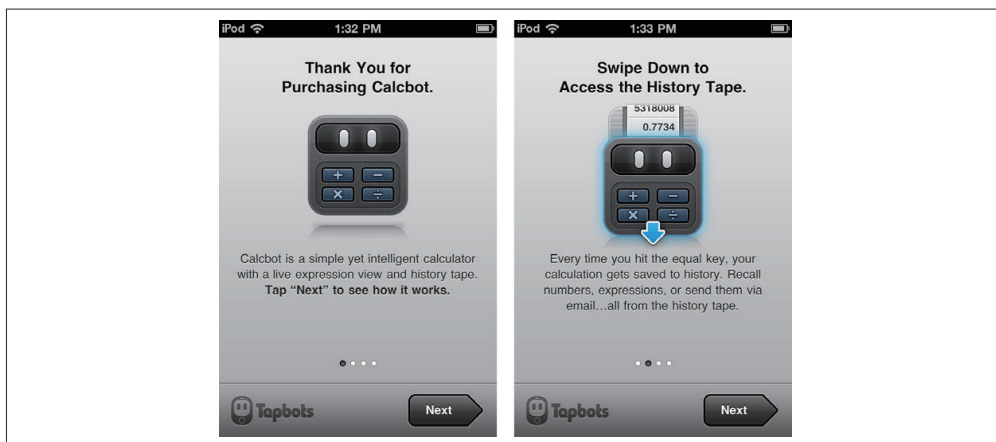 iPod 1:32 PM
Thank You for
Purchasing Calcbot.
+ −
× ÷
Calcbot is a simple yet intelligent calculator
with a live expression view and history tape.
Tap “Next” to see how it works.
Tapbots Next
iPod 1:33 PM
Swipe Down to
Access the History Tape.
5318008
0.7734
+ −
× ÷
Every time you hit the equal key, your
calculation gets saved to history. Recall
numbers, expressions, or send them via
email…all from the history tape.
Tapbots Next